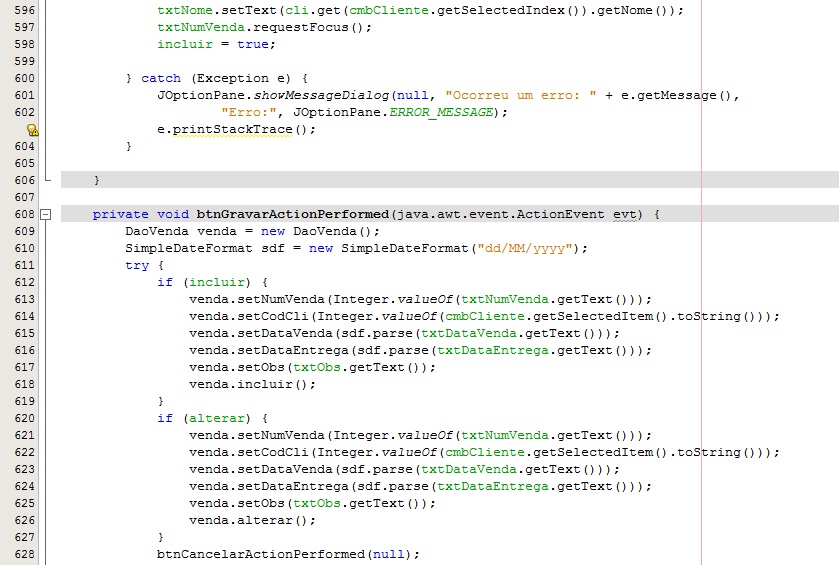 596             txtNome.setText(cli.get(cmbCliente.getSelectedIndex()).getNome());
597             txtNumVenda.requestFocus();
598             incluir = true;
599
600         } catch (Exception e) {
601             JOptionPane.showMessageDialog(null, "Ocorreu um erro: " + e.getMessage(),
602                     "Erro:", JOptionPane.ERROR_MESSAGE);
            e.printStackTrace();
604         }
605
606     }
607
608     private void btnGravarActionPerformed(java.awt.event.ActionEvent evt) {
609         DaoVenda venda = new DaoVenda();
610         SimpleDateFormat sdf = new SimpleDateFormat("dd/MM/yyyy");
611         try {
612             if (incluir) {
613                 venda.setNumVenda(Integer.valueOf(txtNumVenda.getText()));
614                 venda.setCodCli(Integer.valueOf(cmbCliente.getSelectedItem().toString()));
615                 venda.setDataVenda(sdf.parse(txtDataVenda.getText()));
616                 venda.setDataEntrega(sdf.parse(txtDataEntrega.getText()));
617                 venda.setObs(txtObs.getText());
618                 venda.incluir();
619             }
620             if (alterar) {
621                 venda.setNumVenda(Integer.valueOf(txtNumVenda.getText()));
622                 venda.setCodCli(Integer.valueOf(cmbCliente.getSelectedItem().toString()));
623                 venda.setDataVenda(sdf.parse(txtDataVenda.getText()));
624                 venda.setDataEntrega(sdf.parse(txtDataEntrega.getText()));
625                 venda.setObs(txtObs.getText());
626                 venda.alterar();
627             }
628             btnCancelarActionPerformed(null);